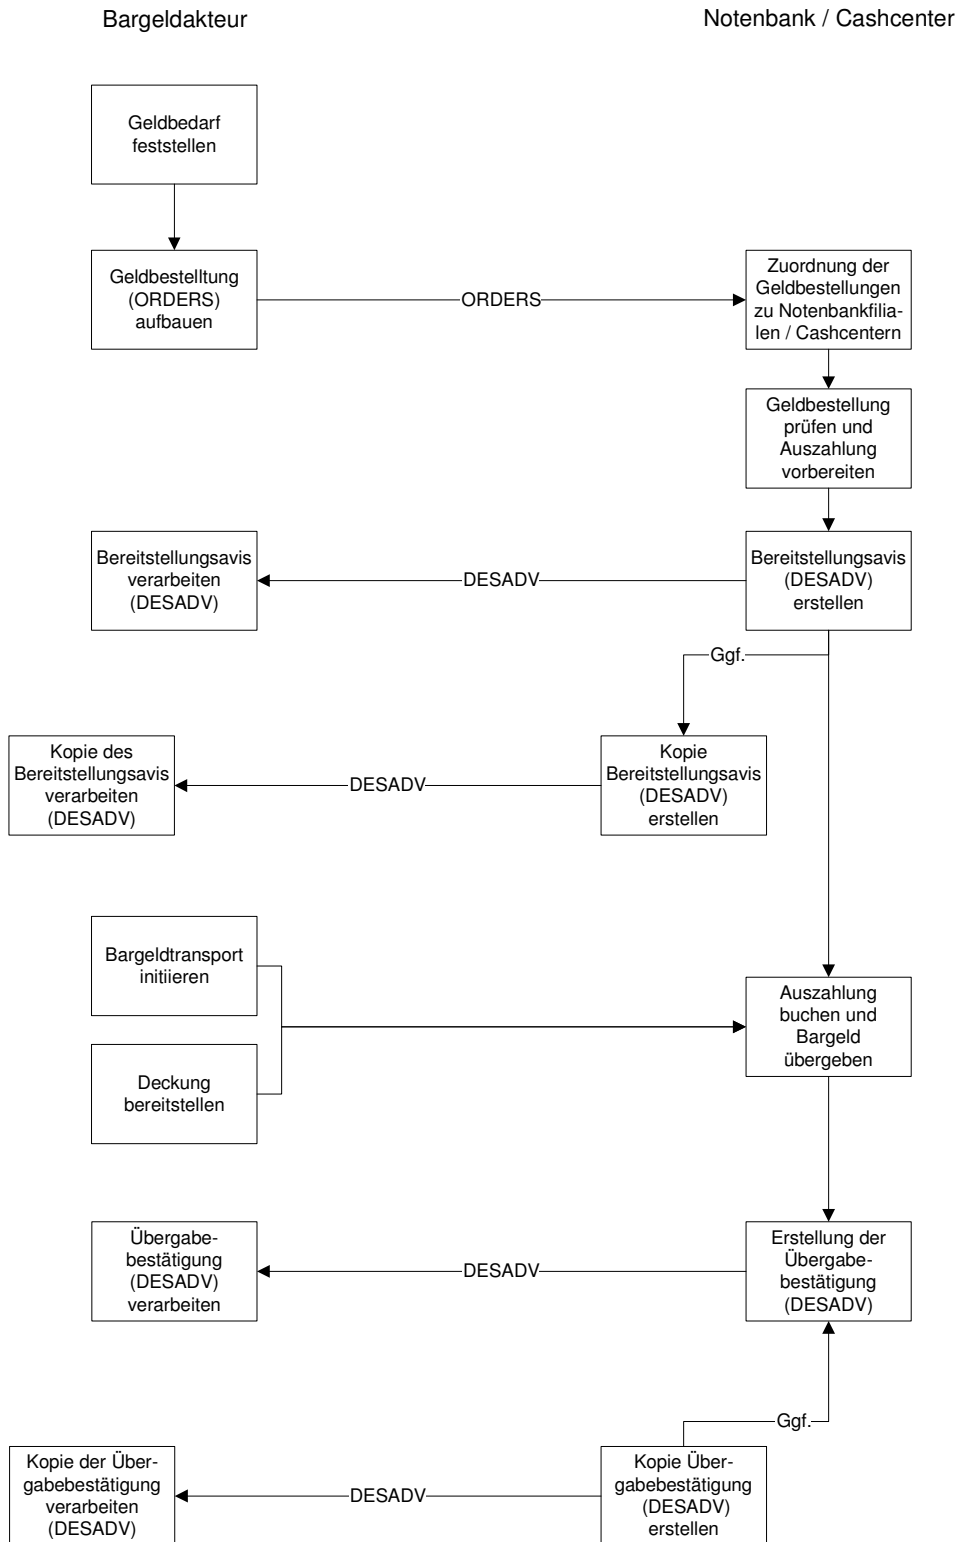 Bargeldakteur
Notenbank / Cashcenter
Geldbedarf
feststellen
Geldbestelltung
(ORDERS)
aufbauen
ORDERS
Zuordnung der
Geldbestellungen
zu Notenbankfilia-
len / Cashcentern
Geldbestellung
prüfen und
Auszahlung
vorbereiten
Bereitstellungsavis
verarbeiten
(DESADV)
DESADV
Bereitstellungsavis
(DESADV)
erstellen
Ggf.
Kopie des
Bereitstellungsavis
verarbeiten
(DESADV)
DESADV
Kopie
Bereitstellungsavis
(DESADV)
erstellen
Bargeldtransport
initiieren
Deckung
bereitstellen
Auszahlung
buchen und
Bargeld
übergeben
Übergabe-
bestätigung
(DESADV)
verarbeiten
DESADV
Erstellung der
Übergabe-
bestätigung
(DESADV)
Ggf.
Kopie der Über-
gabebestätigung
verarbeiten
(DESADV)
DESADV
Kopie Über-
gabebestätigung
(DESADV)
erstellen